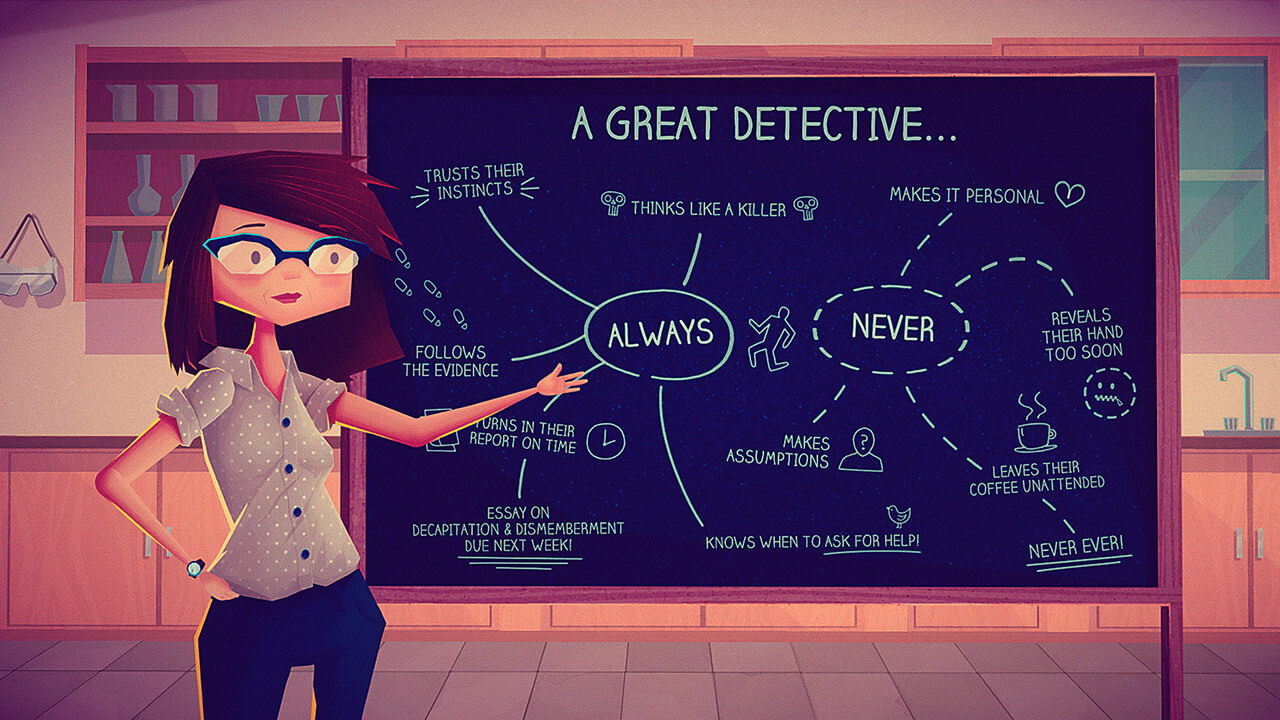 A GREAT DETECTIVE...
TRUSTS THEIR
INSTINCTS
THINKS LIKE A KILLER
ALWAYS
FOLLOWS
THE EVIDENCE
TURNS IN THEIR
REPORT ON TIME
ESSAY ON
DECAPITATION & DISMEMBERMENT
DUE NEXT WEEK!
KNOWS WHEN TO ASK FOR HELP!
MAKES IT PERSONAL
NEVER
REVEALS
THEIR HAND
TOO SOON
MAKES
ASSUMPTIONS
?
LEAVES THEIR
COFFEE UNATTENDED
NEVER EVER!